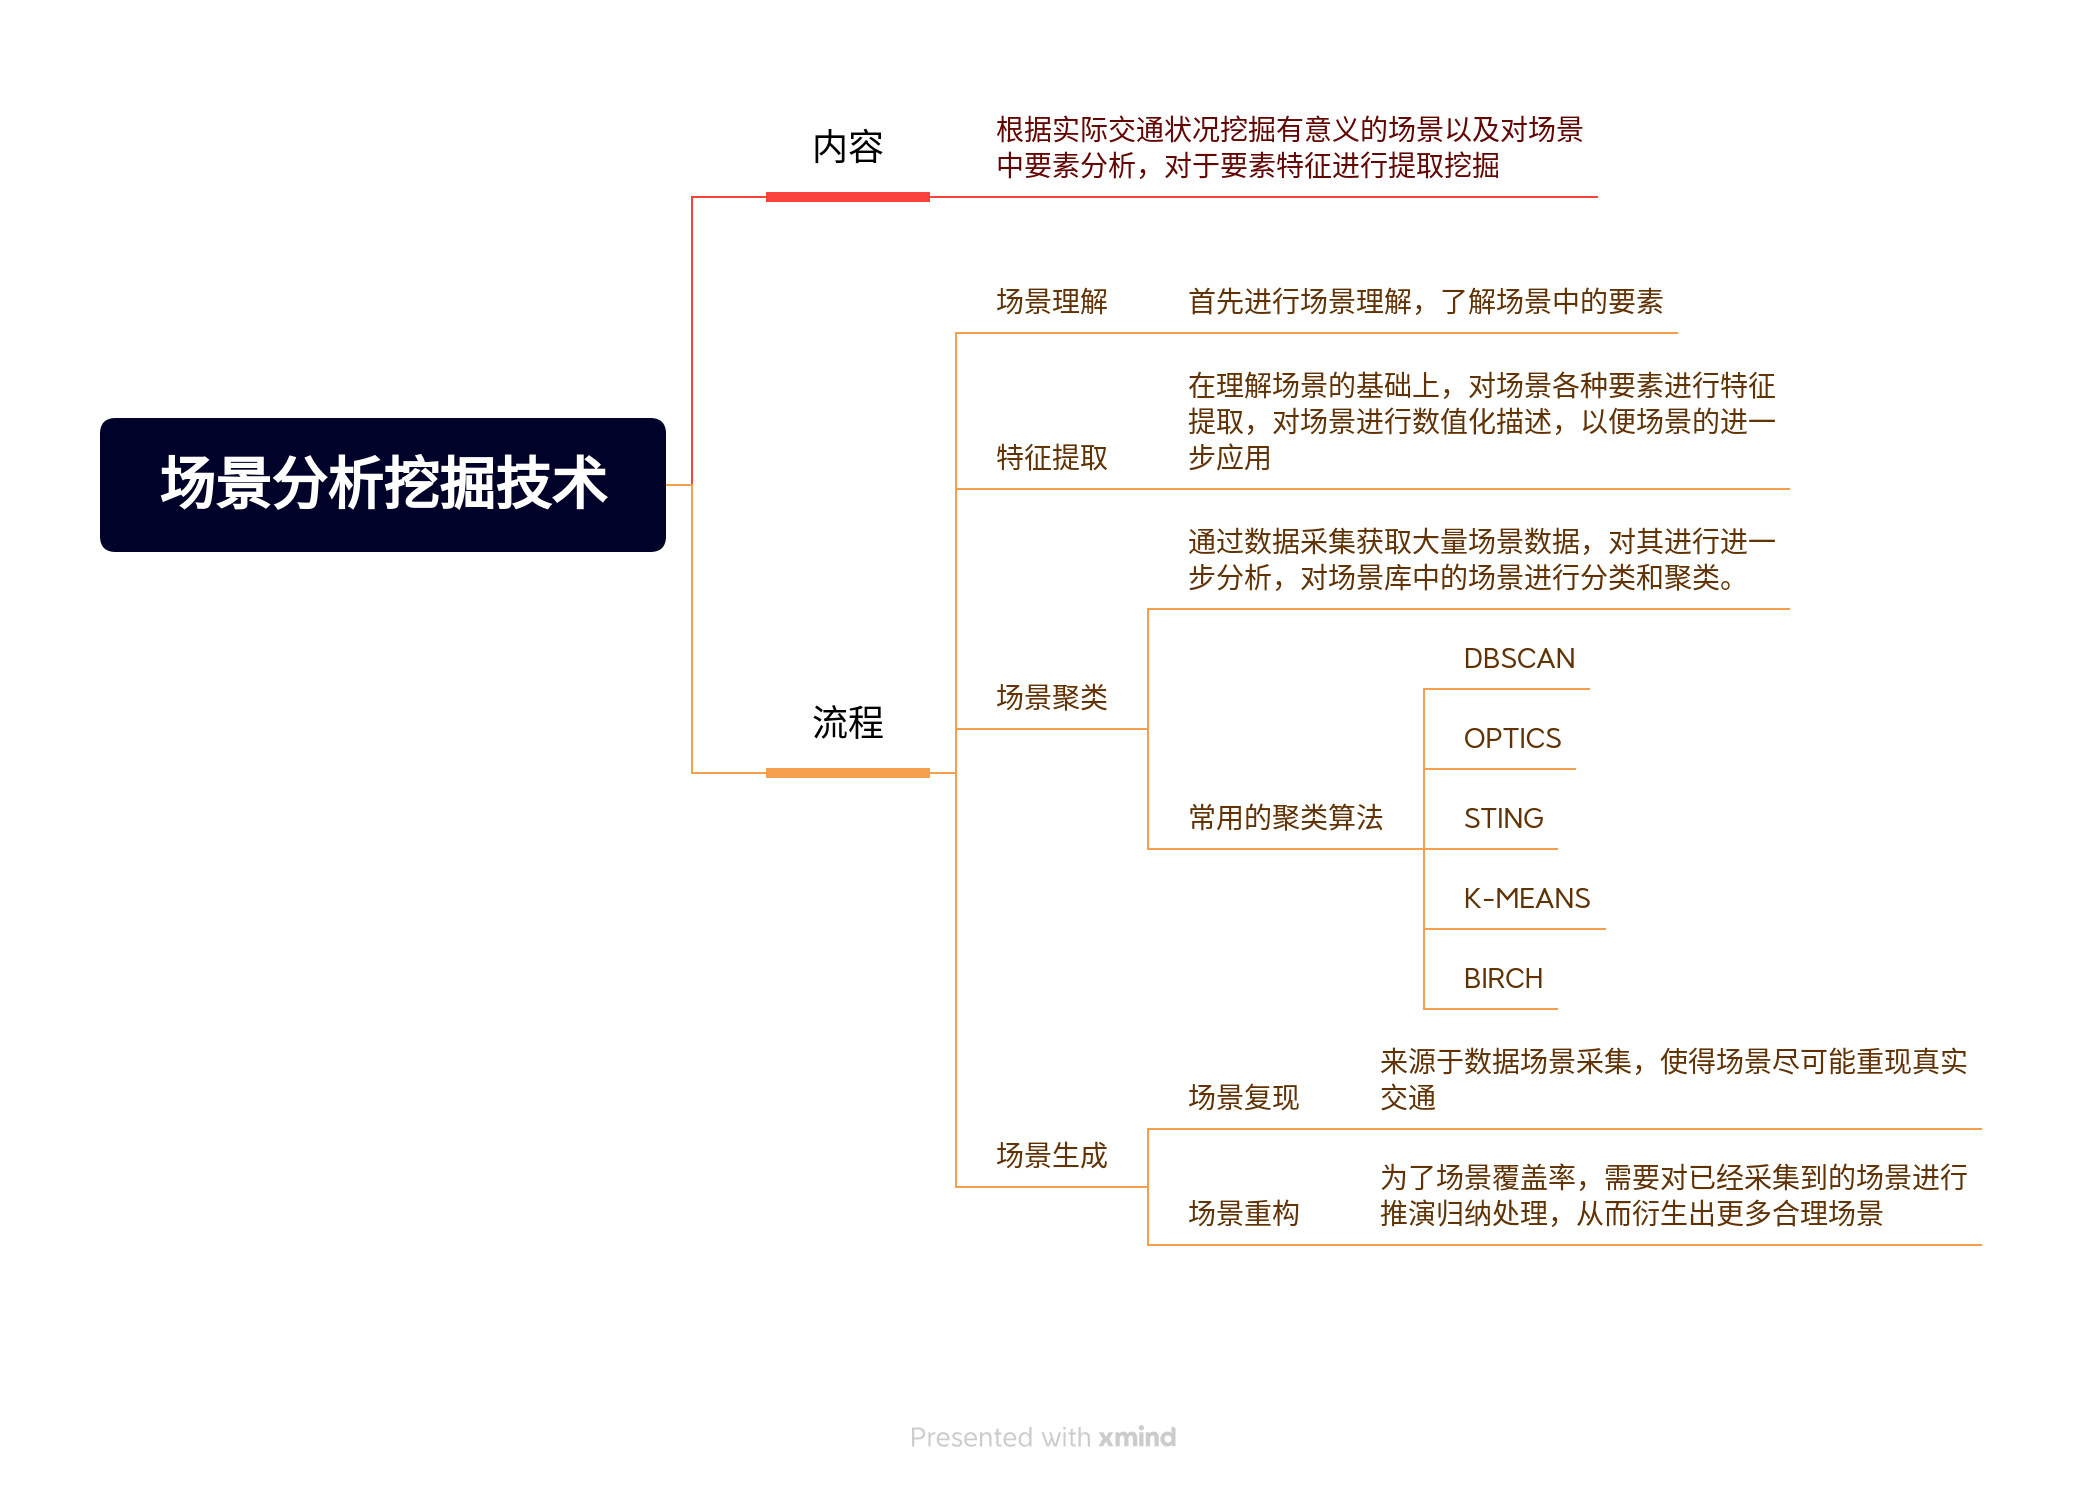 场景分析挖掘技术
内容
根据实际交通状况挖掘有意义的场景以及对场景
中要素分析，对于要素特征进行提取挖掘
流程
场景理解
首先进行场景理解，了解场景中的要素
特征提取
在理解场景的基础上，对场景各种要素进行特征
提取，对场景进行数值化描述，以便场景的进一
步应用
场景聚类
通过数据采集获取大量场景数据，对其进行进一
步分析，对场景库中的场景进行分类和聚类。
常用的聚类算法
DBSCAN
OPTICS
STING
K-MEANS
BIRCH
场景生成
场景复现
来源于数据场景采集，使得场景尽可能重现真实
交通
场景重构
为了场景覆盖率，需要对已经采集到的场景进行
推演归纳处理，从而衍生出更多合理场景
Presented with xmind